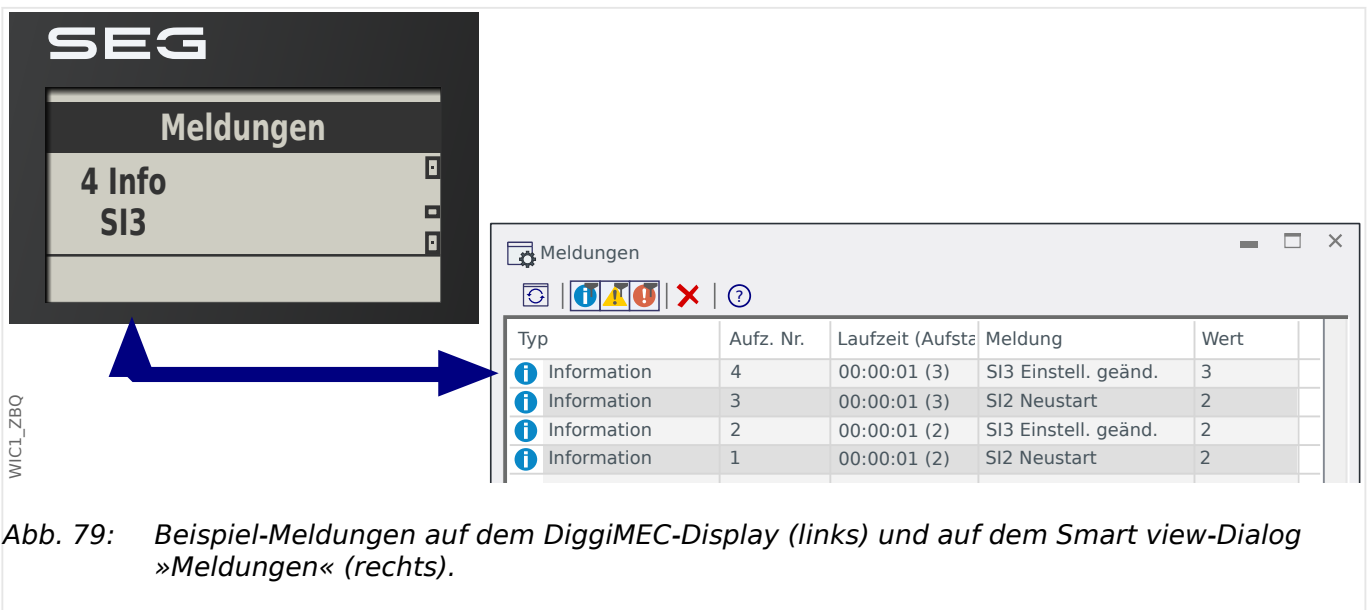 SEG
Meldungen
4 Info
SI3
WIC1_ZBQ
Meldungen
Typ Aufz. Nr. Laufzeit (Aufsta Meldung Wert
Information 4 00:00:01 (3) SI3 Einstell. geänd. 3
Information 3 00:00:01 (3) SI2 Neustart 2
Information 2 00:00:01 (2) SI3 Einstell. geänd. 2
Information 1 00:00:01 (2) SI2 Neustart 2
Abb. 79: Beispiel-Meldungen auf dem DiggiMEC-Display (links) und auf dem Smart view-Dialog
»Meldungen« (rechts).